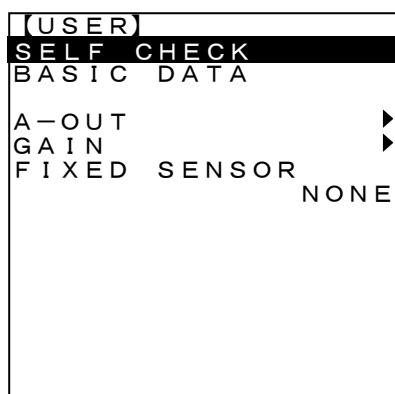 【USER】
SELF CHECK
BASIC DATA
A－OUT ▶
GAIN ▶
FIXED SENSOR
NONE